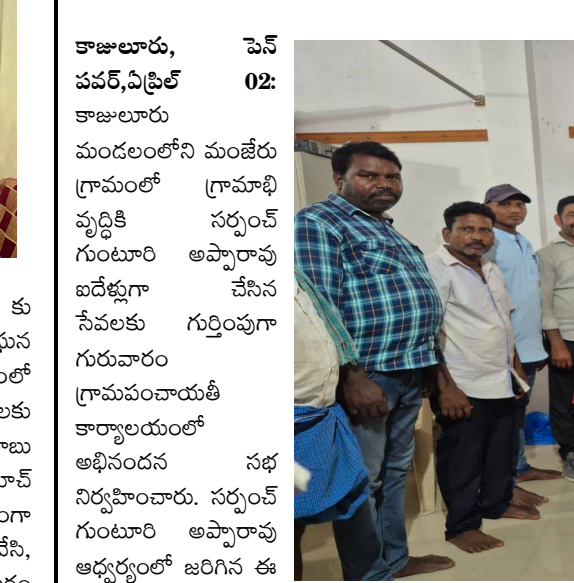 కాజులూరు, పెన్
పవర్,ఏప్రిల్ 02:
కాజులూరు
మండలంలోని మంజేరు
గ్రామంలో గ్రామాభి
వృద్ధికి సర్పంచ్
గుంటూరి అప్పారావు
ఐదేళ్లుగా చేసిన
సేవలకు గుర్తింపుగా
గురువారం
గ్రామపంచాయతీ
కార్యాలయంలో
అభినందన సభ
నిర్వహించారు. సర్పంచ్
గుంటూరి అప్పారావు
ఆధ్వర్యంలో జరిగిన ఈ
కు